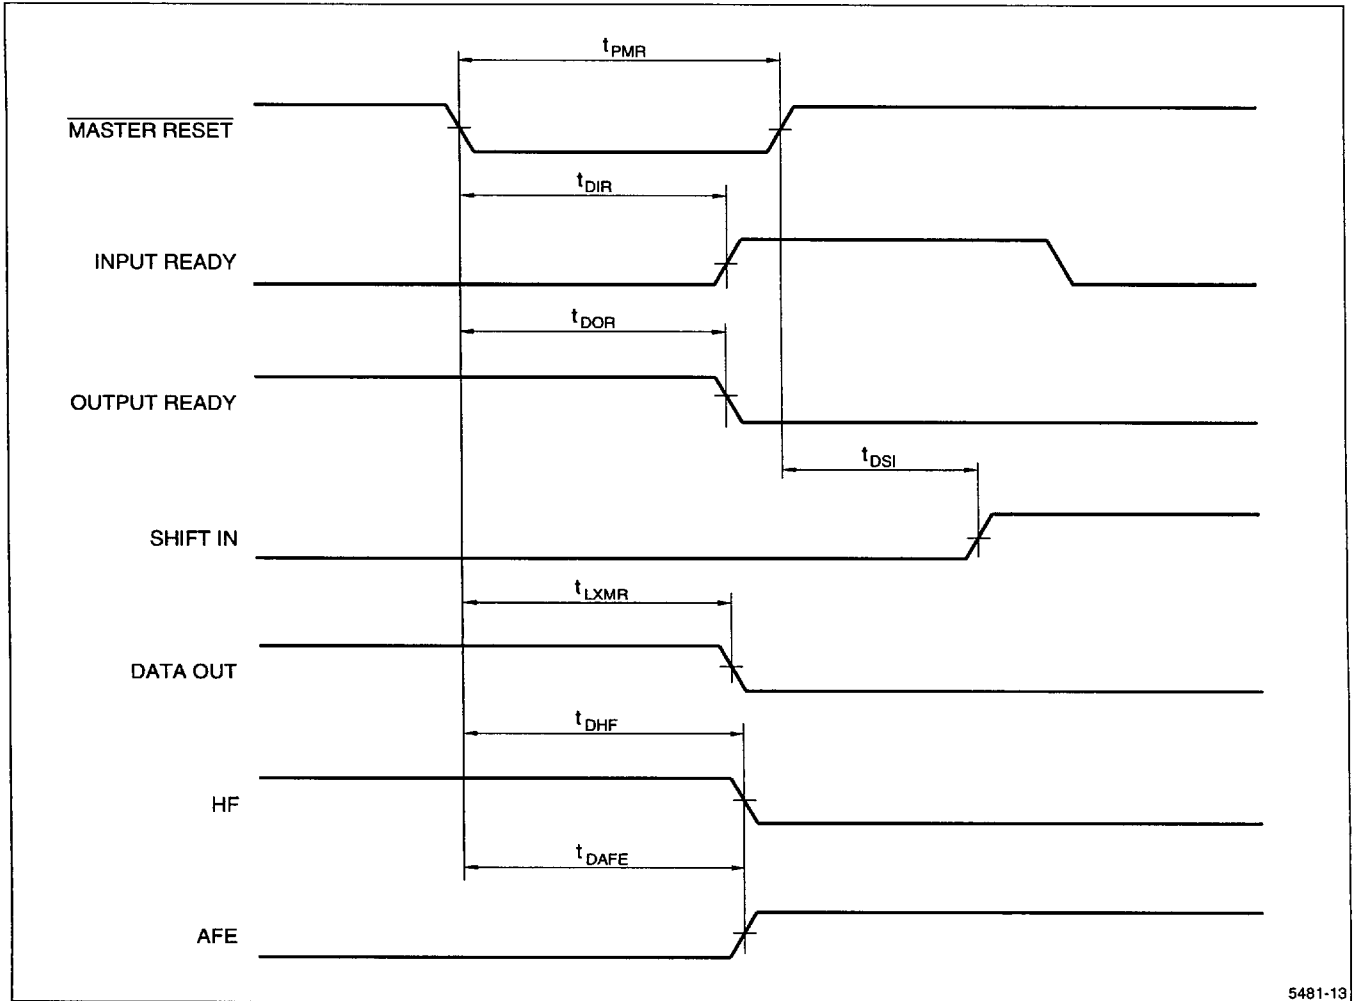 tPMR
MASTER RESET
tDIR
INPUT READY
tDOR
OUTPUT READY
tDSI
SHIFT IN
tLXMR
DATA OUT
tDHF
HF
tDAFE
AFE
5481-13